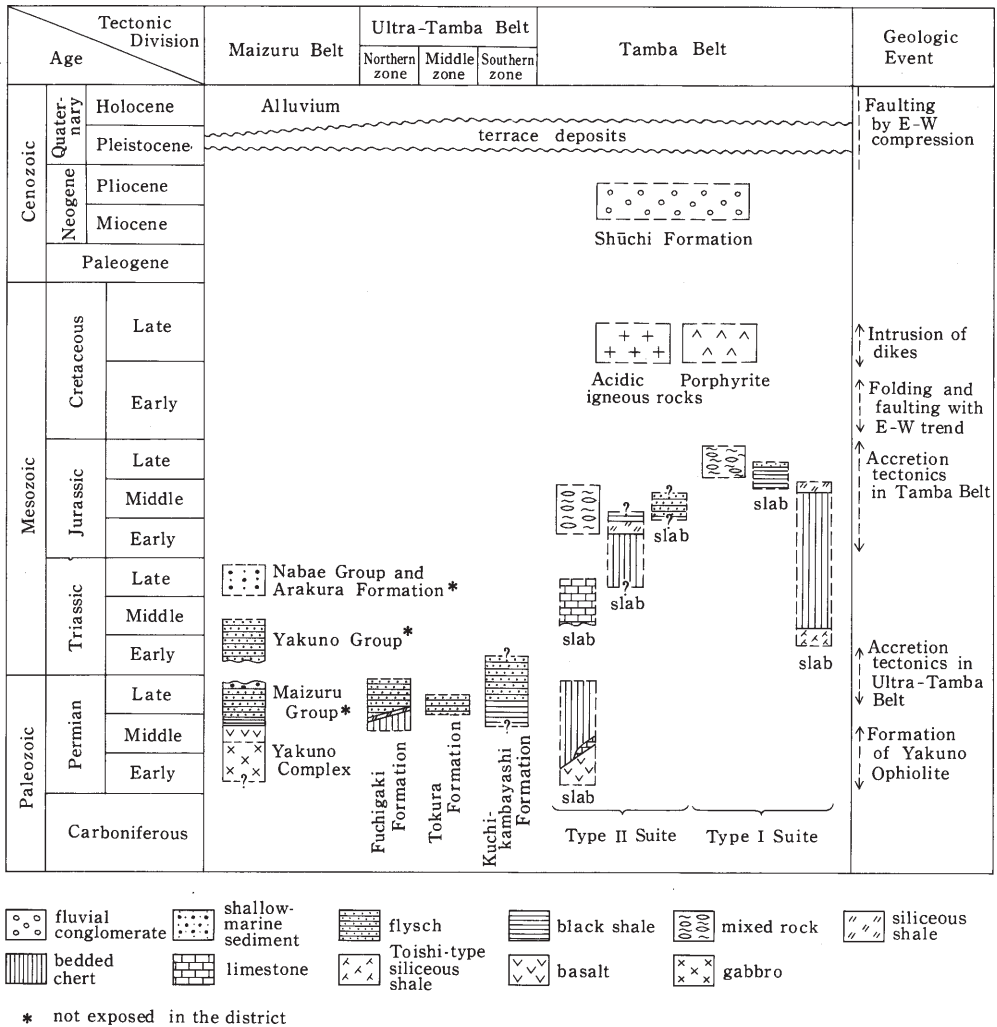 Tectonic
Division
Age
Maizuru Belt
Ultra-Tamba Belt
Northern
zone
Middle
zone
Southern
zone
Tamba Belt
Geologic
Event
Cenozoic
Quater-
nary
Holocene
Pleistocene
Neogene
Pliocene
Miocene
Paleogene
Mesozoic
Cretaceous
Late
Early
Jurassic
Late
Middle
Early
Triassic
Late
Middle
Early
Paleozoic
Permian
Late
Middle
Early
Carboniferous
Alluvium
terrace deposits
Shūchi Formation
Acidic
igneous rocks
Porphyrite
slab
?
?
slab
?
slab
?
slab
slab
slab
Nabae Group and
Arakura Formation*
Yakuno Group*
Maizuru
Group*
Yakuno
Complex
?
Fuchigaki
Formation
Tokura
Formation
?
?
Kuchi-
kambayashi
Formation
slab
Type II Suite
Type I Suite
Faulting
by E-W
compression
Intrusion of
dikes
Folding and
faulting with
E-W trend
Accretion
tectonics
in Tamba Belt
Accretion
tectonics in
Ultra-Tamba
Belt
Formation
of Yakuno
Ophiolite
fluvial
conglomerate
shallow-
marine
sediment
flysch
black shale
mixed rock
siliceous
shale
bedded
chert
limestone
Toishi-type
siliceous
shale
basalt
gabbro
* not exposed in the district